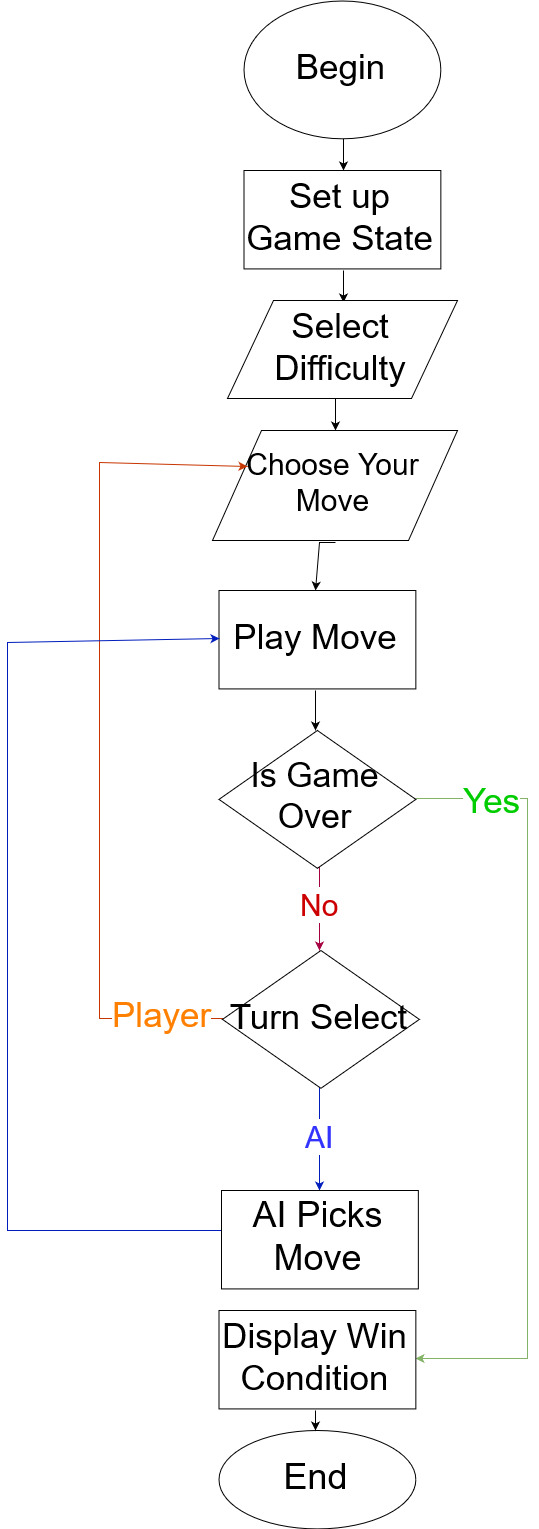 Begin
Set up
Game State
Select
Difficulty
Choose Your
Move
Play Move
Is Game
Over
Yes
No
Player
Turn Select
AI
AI Picks
Move
Display Win
Condition
End